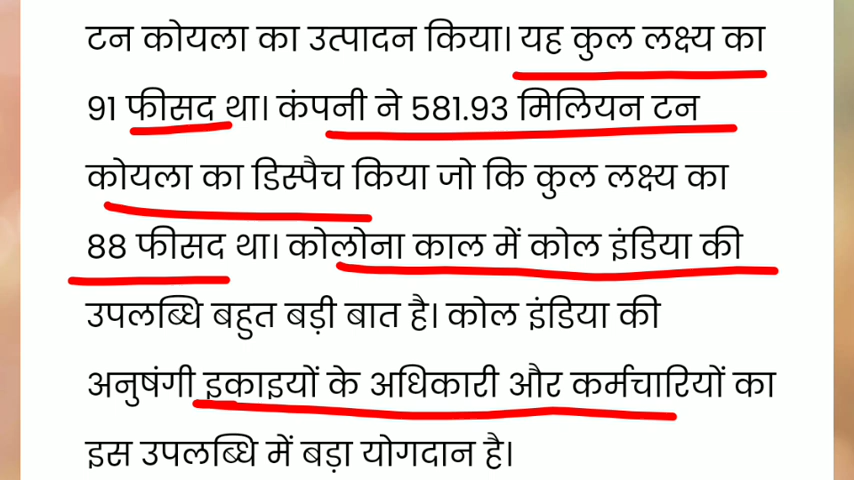 टन कोयला का उत्पादन किया। यह कुल लक्ष्य का
91 फीसद था। कंपनी ने 581.93 मिलियन टन
कोयला का डिस्पैच किया जो कि कुल लक्ष्य का
88 फीसद था। कोलोना काल में कोल इंडिया की
उपलब्धि बहुत बड़ी बात है। कोल इंडिया की
अनुषंगी इकाइयों के अधिकारी और कर्मचारियों का
इस उपलब्धि में बड़ा योगदान है।